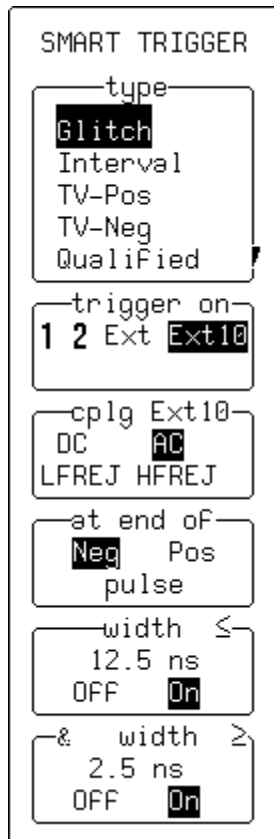 SMART TRIGGER
type
Glitch
Interval
TV-Pos
TV-Neg
Qualified
trigger on
1 2 Ext Ext10
cplg Ext10
DC AC
LFREJ HFREJ
at end of
Neg Pos
pulse
width ≤
12.5 ns
OFF On
& width ≥
2.5 ns
OFF On